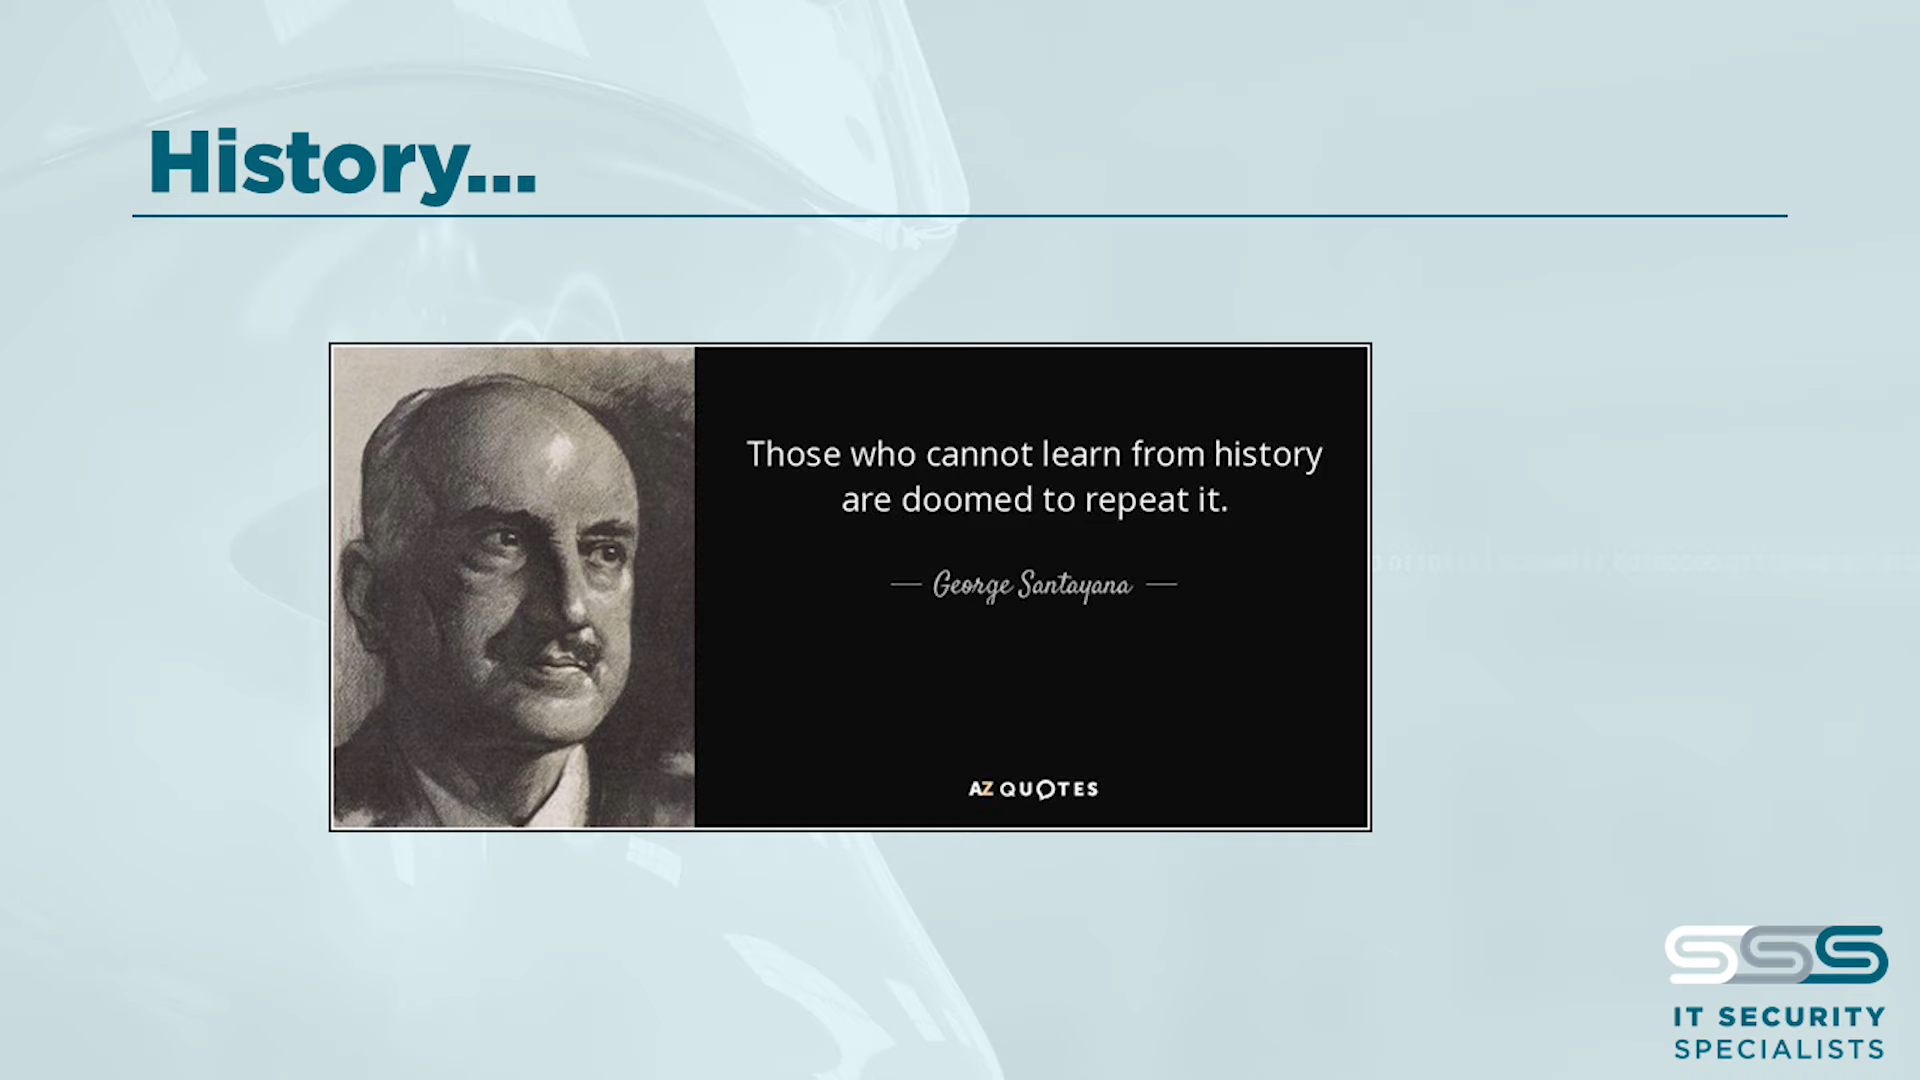 History...
Those who cannot learn from history
are doomed to repeat it.
— George Santayana —
AZ QUOTES
SSS
IT SECURITY
SPECIALISTS